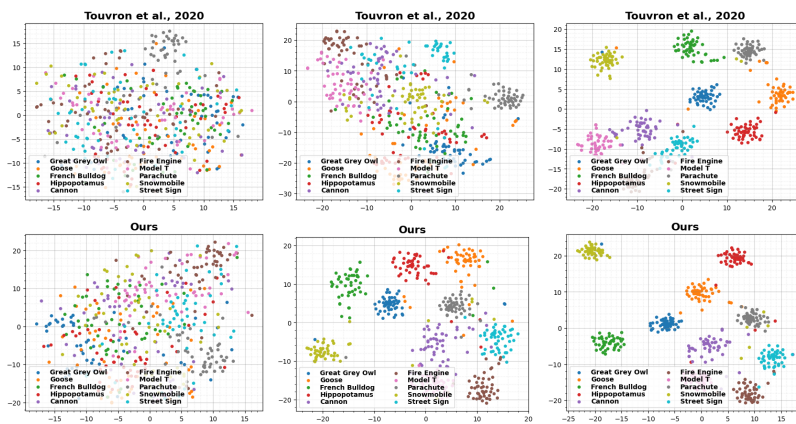 Touvron et al., 2020
15
10
5
0
-5
-10
-15
Great Grey Owl
Goose
French Bulldog
Hippopotamus
Cannon
Fire Engine
Model T
Parachute
Snowmobile
Street Sign
-15 -10 -5 0 5 10 15
Touvron et al., 2020
20
10
0
-10
-20
-30
Great Grey Owl
Goose
French Bulldog
Hippopotamus
Cannon
Fire Engine
Model T
Parachute
Snowmobile
Street Sign
-20 -10 0 10 20
Touvron et al., 2020
20
15
10
5
0
-5
-10
-15
-20
Great Grey Owl
Goose
French Bulldog
Hippopotamus
Cannon
Fire Engine
Model T
Parachute
Snowmobile
Street Sign
-20 -10 0 10 20
Ours
20
10
0
-10
-20
Great Grey Owl
Goose
French Bulldog
Hippopotamus
Cannon
Fire Engine
Model T
Parachute
Snowmobile
Street Sign
-15 -10 -5 0 5 10 15
Ours
20
10
0
-10
-20
Great Grey Owl
Goose
French Bulldog
Hippopotamus
Cannon
Fire Engine
Model T
Parachute
Snowmobile
Street Sign
-20 -10 0 10 20
Ours
20
10
0
-10
-20
Great Grey Owl
Goose
French Bulldog
Hippopotamus
Cannon
Fire Engine
Model T
Parachute
Snowmobile
Street Sign
-20 -15 -10 -5 0 5 10 15